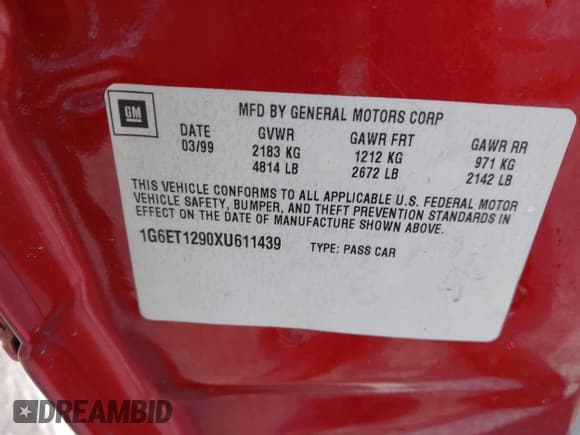 GM
MFD BY GENERAL MOTORS CORP
DATE GVWR GAWR FRT GAWR RR
03/99 2183 KG 1212 KG 971 KG
4814 LB 2672 LB 2142 LB
THIS VEHICLE CONFORMS TO ALL APPLICABLE U.S. FEDERAL MOTOR
VEHICLE SAFETY, BUMPER, AND THEFT PREVENTION STANDARDS IN
EFFECT ON THE DATE OF MANUFACTURE SHOWN ABOVE.
1G6ET1290XU611439 TYPE: PASS CAR
DREAMBID